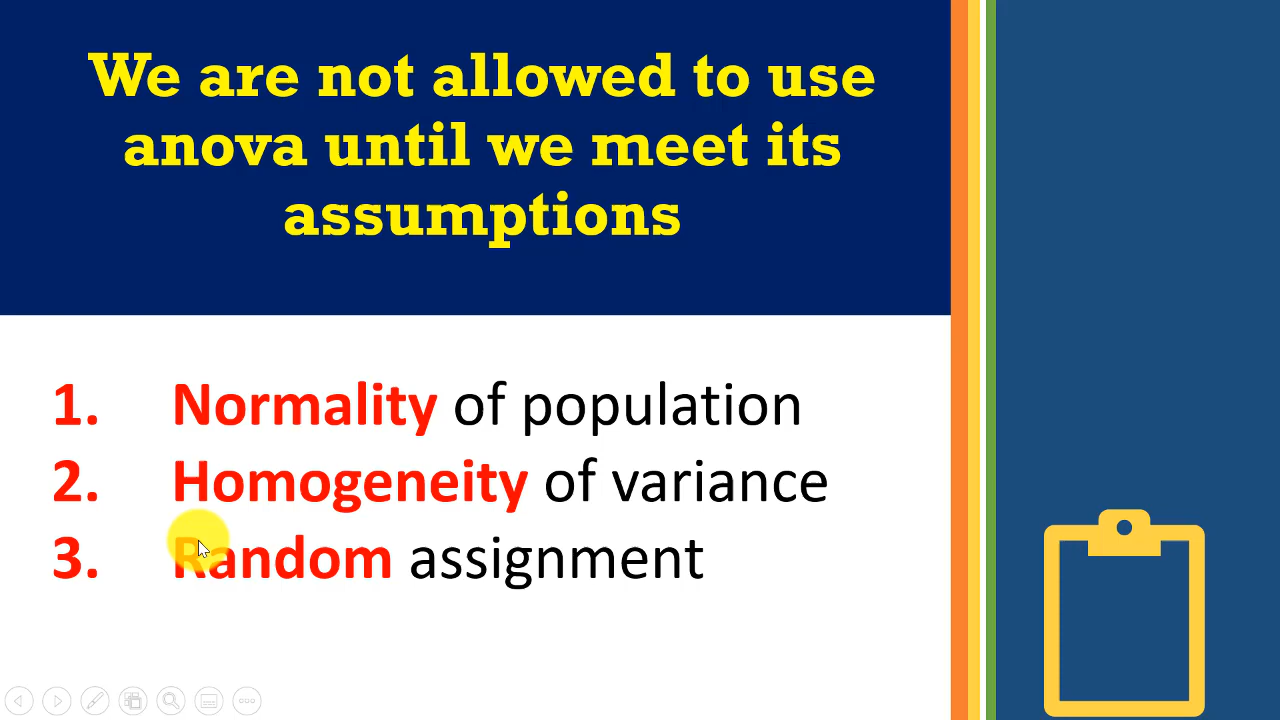 We are not allowed to use
anova until we meet its
assumptions
1. Normality of population
2. Homogeneity of variance
3. Random assignment